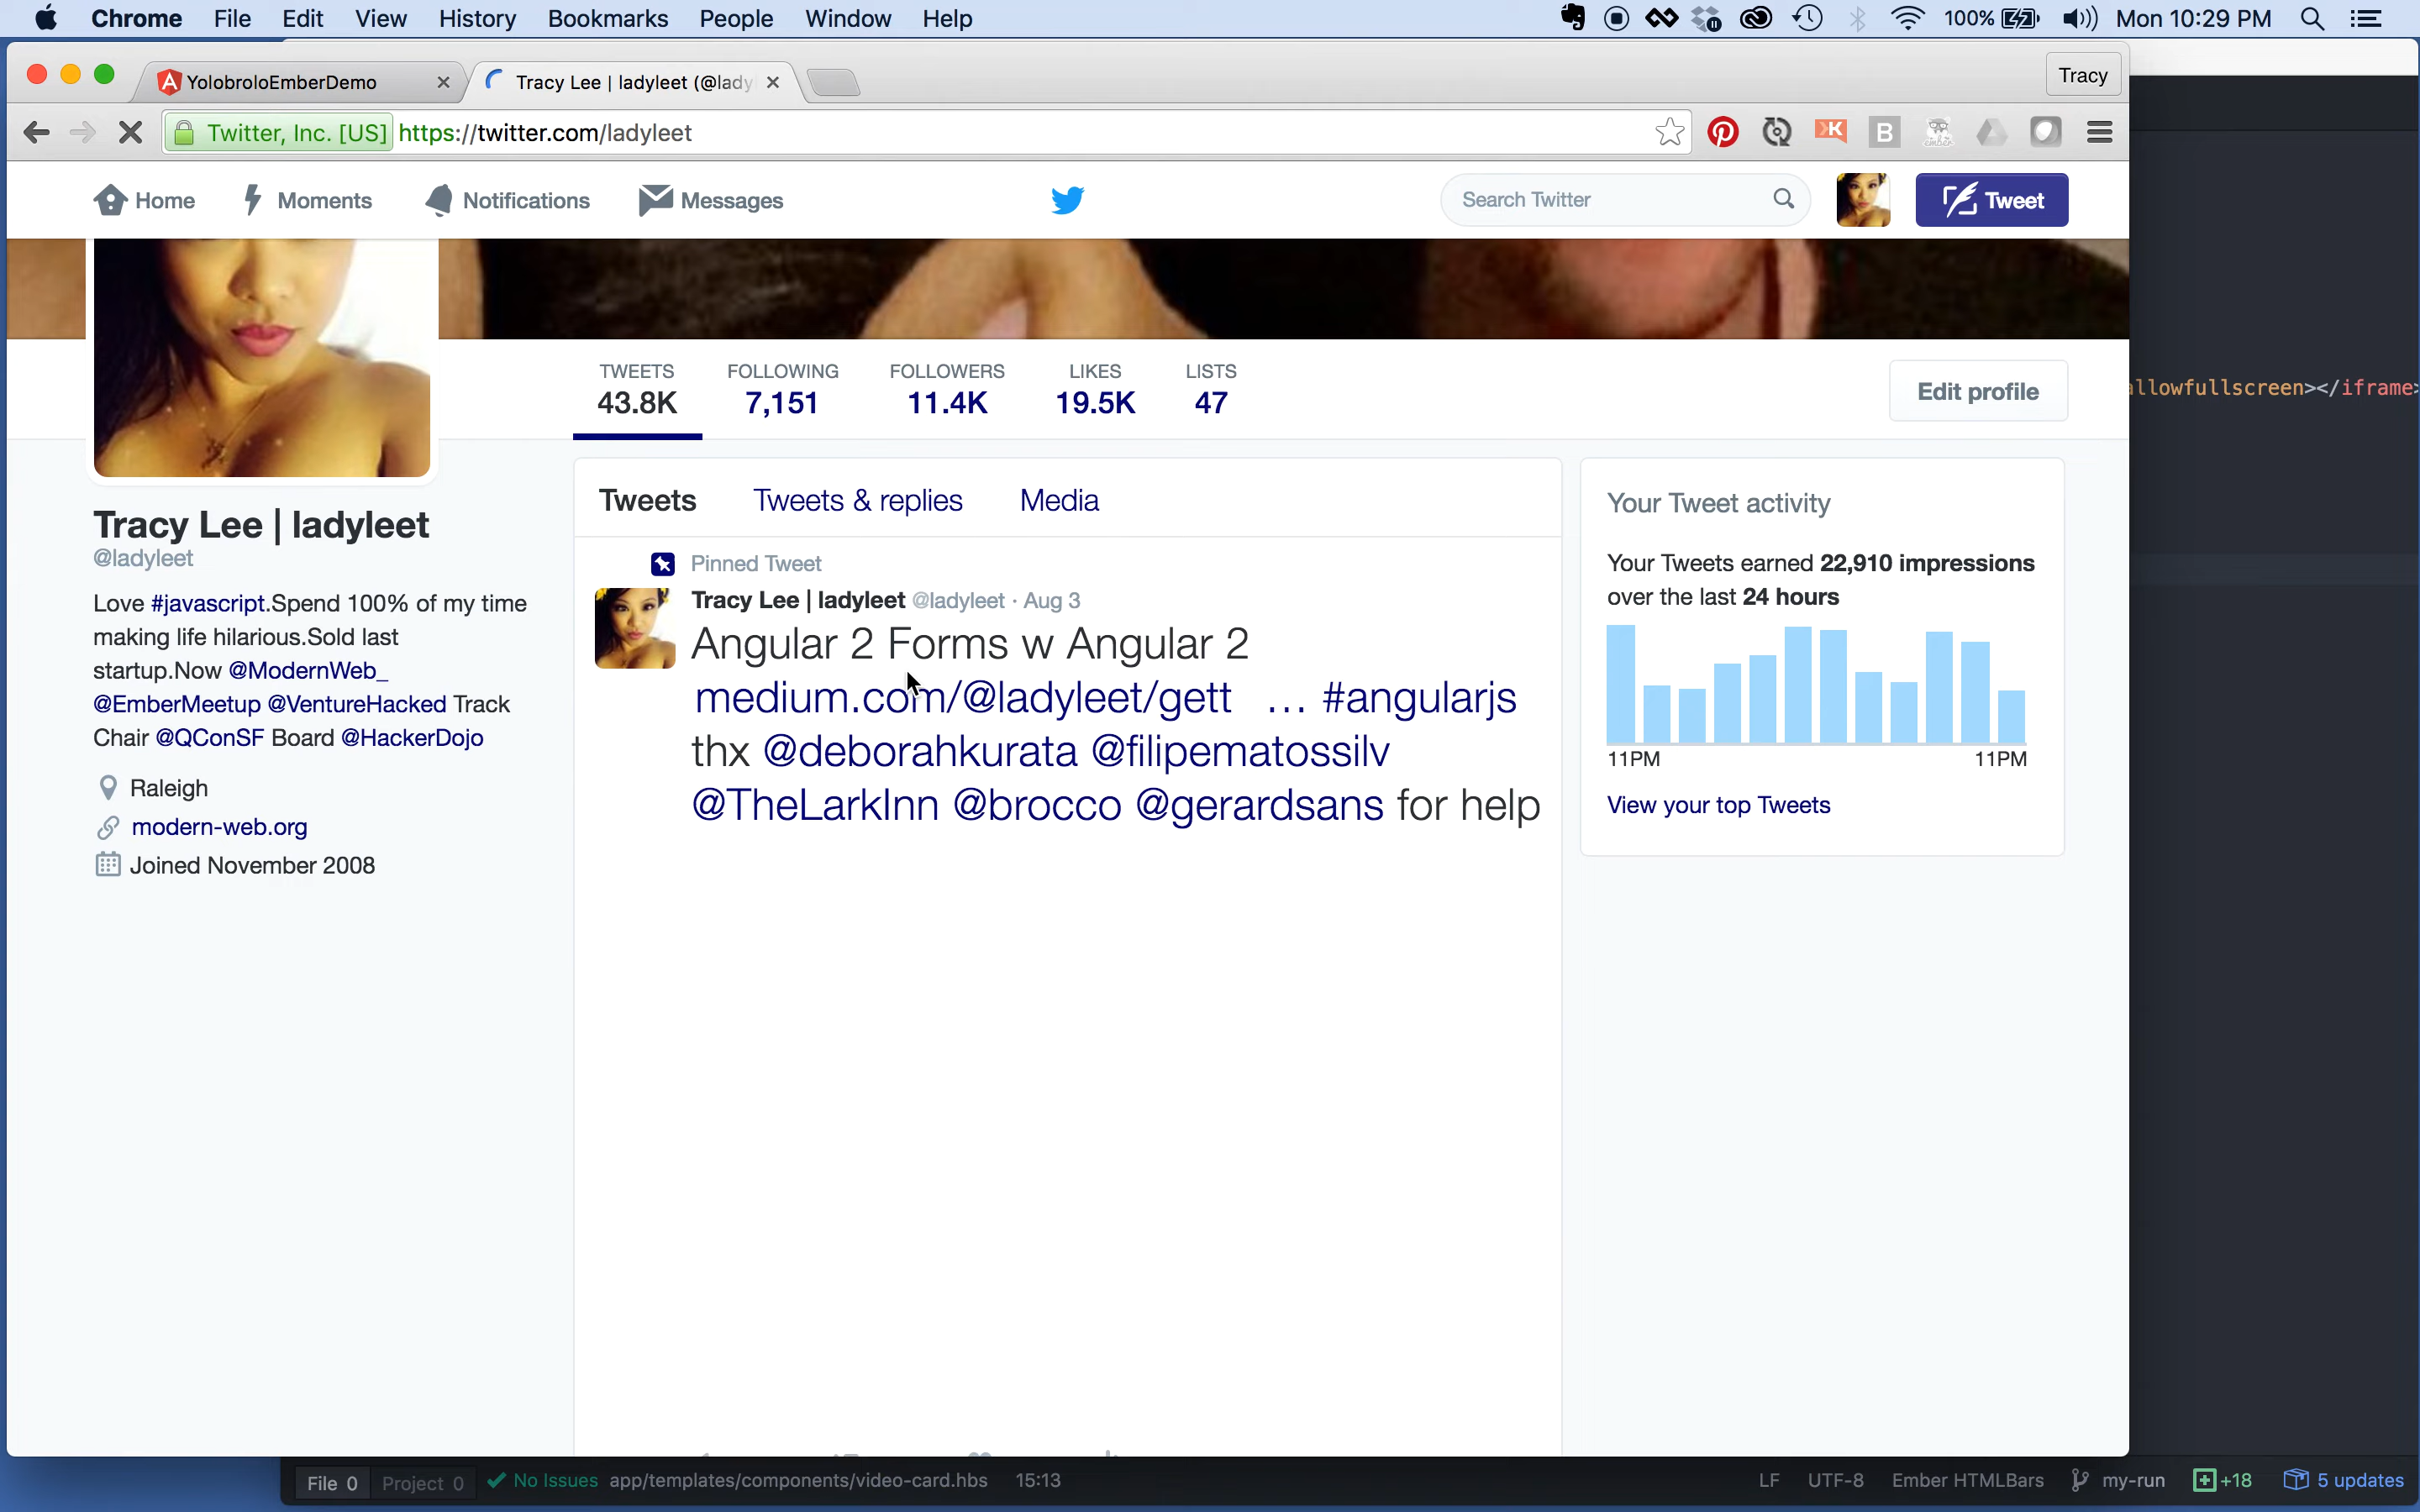 Chrome File Edit View History Bookmarks People Window Help 100% Mon 10:29 PM
YolobroloEmberDemo Tracy Lee | ladyleet (@lady Tracy
Twitter, Inc. [US] https://twitter.com/ladyleet
Home Moments Notifications Messages Search Twitter Tweet
TWEETS FOLLOWING FOLLOWERS LIKES LISTS
43.8K 7,151 11.4K 19.5K 47
Edit profile
allowfullscreen></iframe>
Tracy Lee | ladyleet
@ladyleet
Love #javascript.Spend 100% of my time
making life hilarious.Sold last
startup.Now @ModernWeb_
@EmberMeetup @VentureHacked Track
Chair @QConSF Board @HackerDojo
Raleigh
modern-web.org
Joined November 2008
Tweets Tweets & replies Media
Pinned Tweet
Tracy Lee | ladyleet @ladyleet · Aug 3
Angular 2 Forms w Angular 2
medium.com/@ladyleet/gett … #angularjs
thx @deborahkurata @filipematossilv
@TheLarkInn @brocco @gerardsans for help
Your Tweet activity
Your Tweets earned 22,910 impressions
over the last 24 hours
11PM 11PM
View your top Tweets
File 0 Project 0 No Issues app/templates/components/video-card.hbs 15:13 LF UTF-8 Ember HTMLBars my-run +18 5 updates